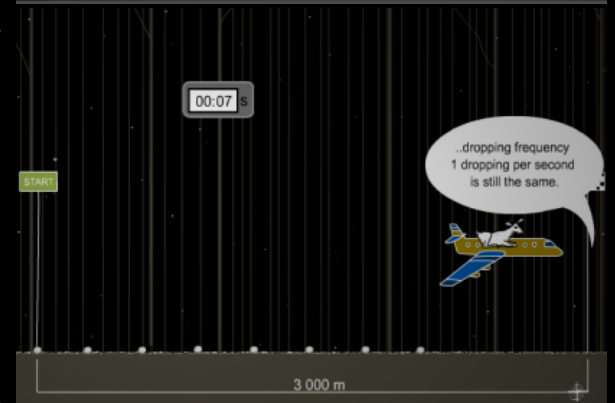 00:07 s
..dropping frequency
1 dropping per second
is still the same.
START
3 000 m